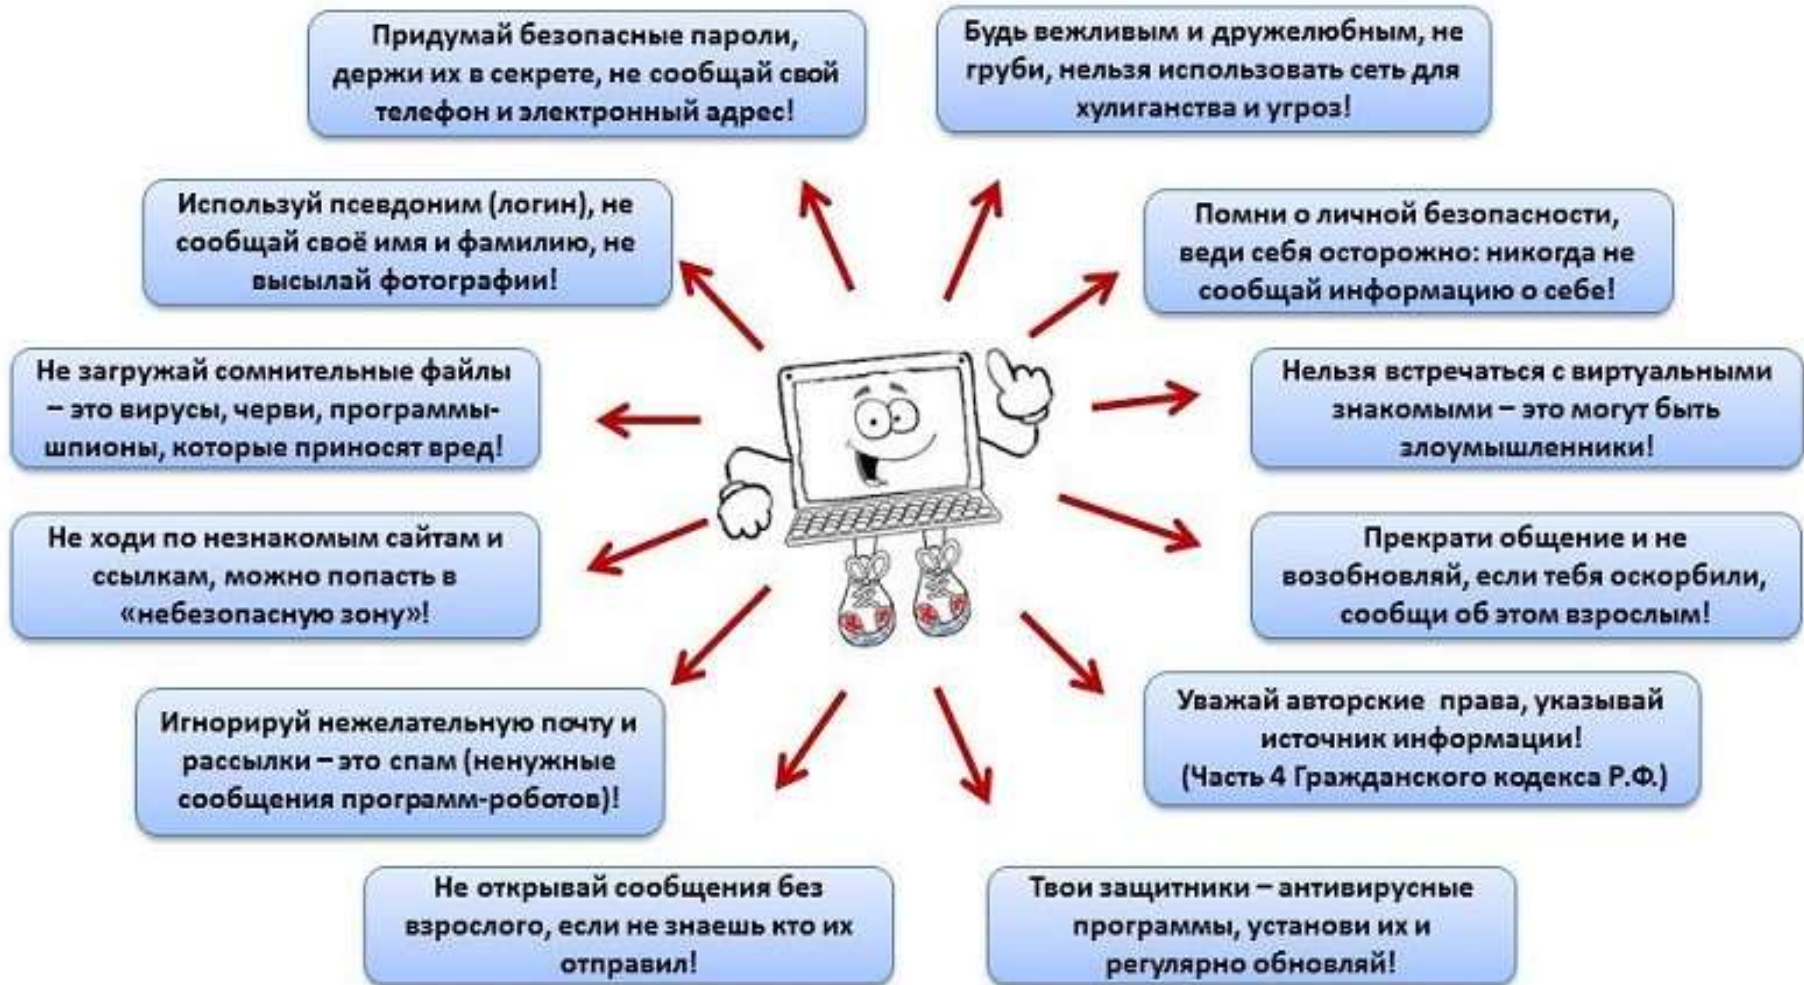 Придумай безопасные пароли,
держи их в секрете, не сообщай свой
телефон и электронный адрес!
Будь вежливым и дружелюбным, не
груби, нельзя использовать сеть для
хулиганства и угроз!
Используй псевдоним (логин), не
сообщай своё имя и фамилию, не
высылай фотографии!
Помни о личной безопасности,
веди себя осторожно: никогда не
сообщай информацию о себе!
Не загружай сомнительные файлы
– это вирусы, черви, программы-
шпионы, которые приносят вред!
Нельзя встречаться с виртуальными
знакомыми – это могут быть
злоумышленники!
Не ходи по незнакомым сайтам и
ссылкам, можно попасть в
«небезопасную зону»!
Прекрати общение и не
возобновляй, если тебя оскорбили,
сообщи об этом взрослым!
Игнорируй нежелательную почту и
рассылки – это спам (ненужные
сообщения программ-роботов)!
Уважай авторские права, указывай
источник информации!
(Часть 4 Гражданского кодекса Р.Ф.)
Не открывай сообщения без
взрослого, если не знаешь кто их
отправил!
Твои защитники – антивирусные
программы, установи их и
регулярно обновляй!